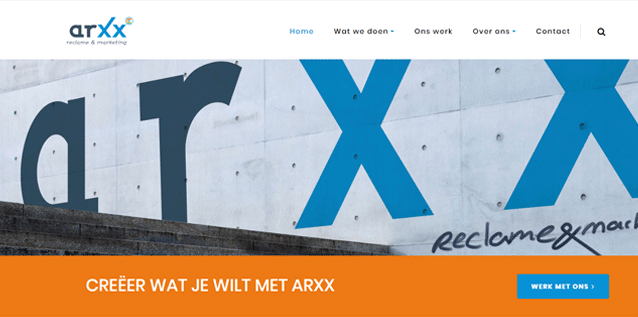 arxx
reclame & marketing
Home
Wat we doen
Ons werk
Over ons
Contact
arxx
reclame&
CREËER WAT JE WILT MET ARXX
WERK MET ONS >